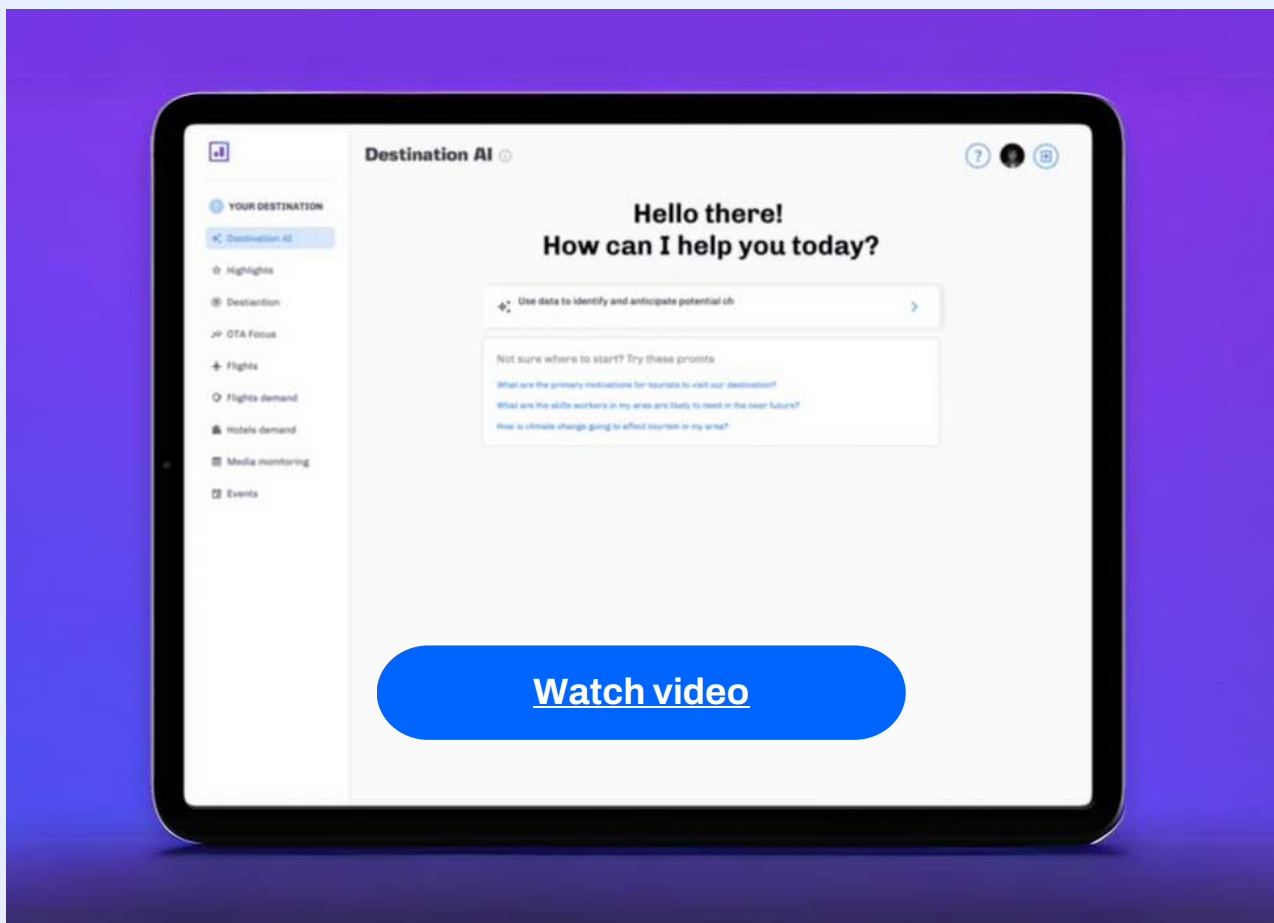 Destination AI
YOUR DESTINATION
Destination AI
Highlights
Destiantion
OTA Focus
Flights
Flights demand
Hotels demand
Media monitoring
Events
Hello there!
How can I help you today?
Use data to identify and anticipate potential ch
Not sure where to start? Try these promts
What are the primary motivations for tourists to visit our destination?
What are the skills workers in my area are likely to need in the near future?
How is climate change going to affect tourism in my area?
Watch video